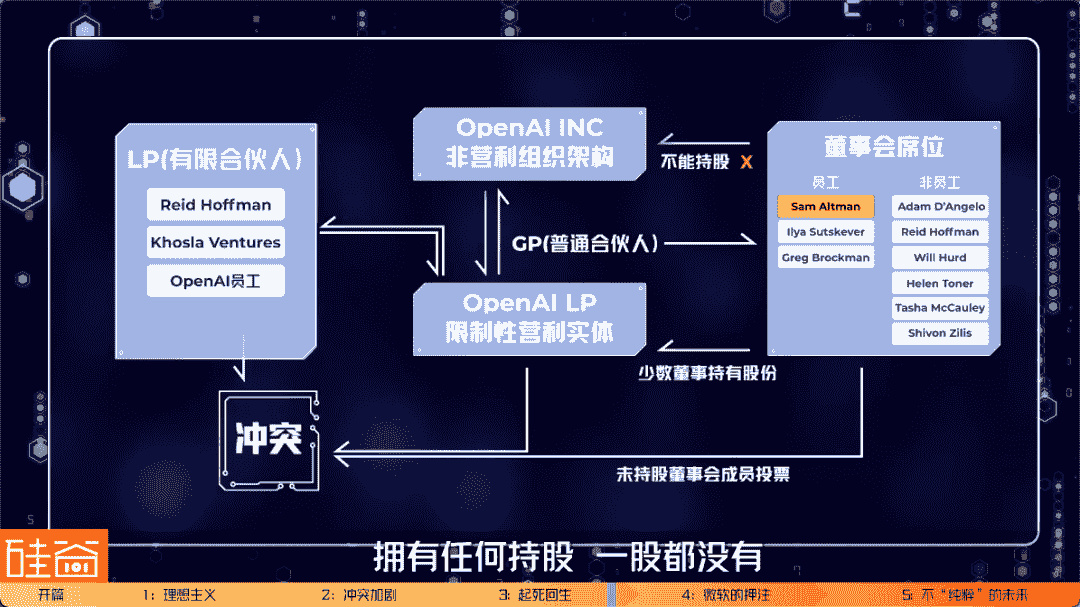 LP(有限合伙人)
Reid Hoffman
Khosla Ventures
OpenAI员工
OpenAI INC
非营利组织架构
不能持股 X
GP(普通合伙人)
OpenAI LP
限制性营利实体
少数董事持有股份
董事会席位
员工
Sam Altman
Ilya Sutskever
Greg Brockman
非员工
Adam D'Angelo
Reid Hoffman
Will Hurd
Helen Toner
Tasha McCauley
Shivon Zilis
冲突
未持股董事会成员投票
拥有任何持股 一股都没有
硅谷
101
开篇
1：理想主义
2：冲突加剧
3：起死回生
4：微软的押注
5：不“纯粹”的未来